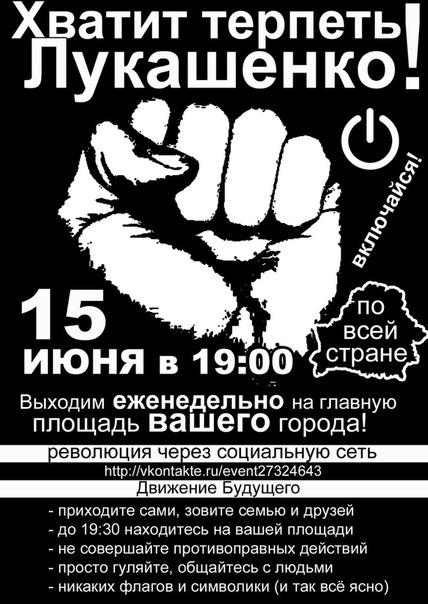 Хватит терпеть
Лукашенко!
включайся!
15
июня в 19:00
по
всей
стране
Выходим еженедельно на главную
площадь вашего города!
революция через социальную сеть
http://vkontakte.ru/event27324643
Движение Будущего
- приходите сами, зовите семью и друзей
- до 19:30 находитесь на вашей площади
- не совершайте противоправных действий
- просто гуляйте, общайтесь с людьми
- никаких флагов и символики (и так всё ясно)